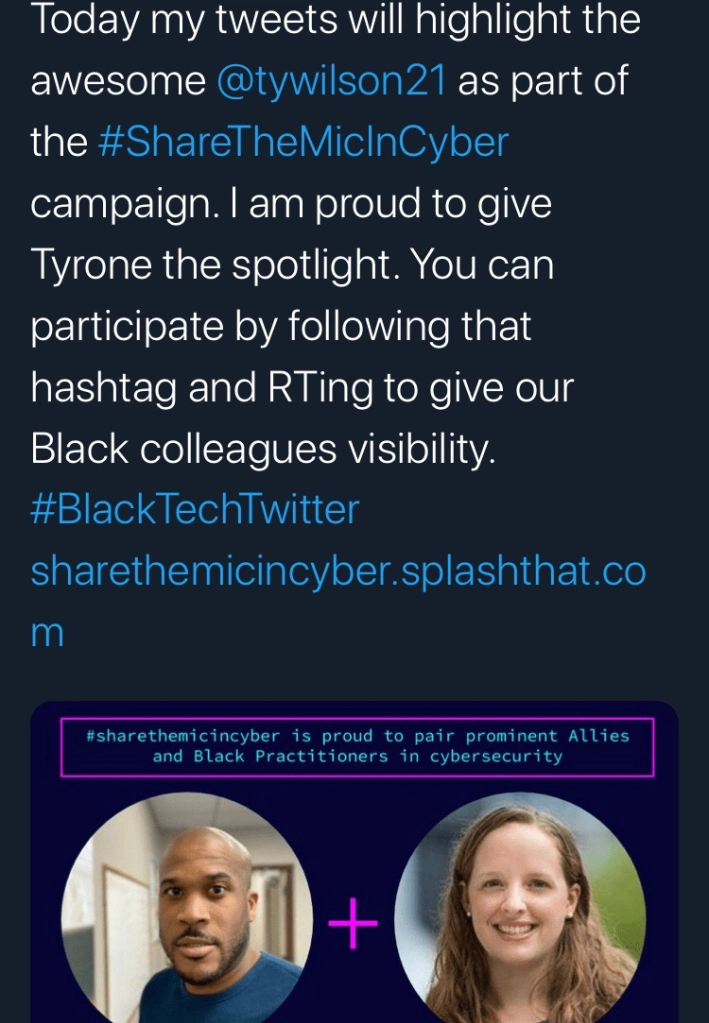 Today my tweets will highlight the
awesome @tywilson21 as part of
the #ShareTheMicInCyber
campaign. I am proud to give
Tyrone the spotlight. You can
participate by following that
hashtag and RTing to give our
Black colleagues visibility.
#BlackTechTwitter
sharethemicincyber.splashthat.co
m
#sharethemicincyber is proud to pair prominent Allies
and Black Practitioners in cybersecurity
+